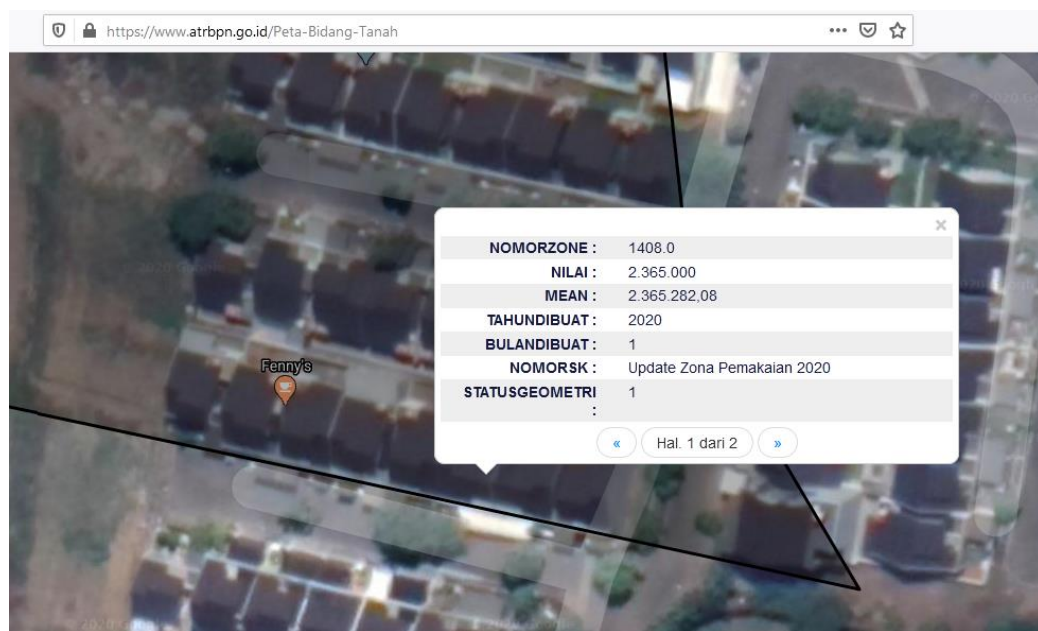 https://www.atrbpn.go.id/Peta-Bidang-Tanah
×
NOMORZONE : 1408.0
NILAI : 2.365.000
MEAN : 2.365.282,08
TAHUNDIBUAT : 2020
BULANDIBUAT : 1
NOMORSK : Update Zona Pemakaian 2020
STATUSGEOMETRI : 1
« Hal. 1 dari 2 »
Fenny's